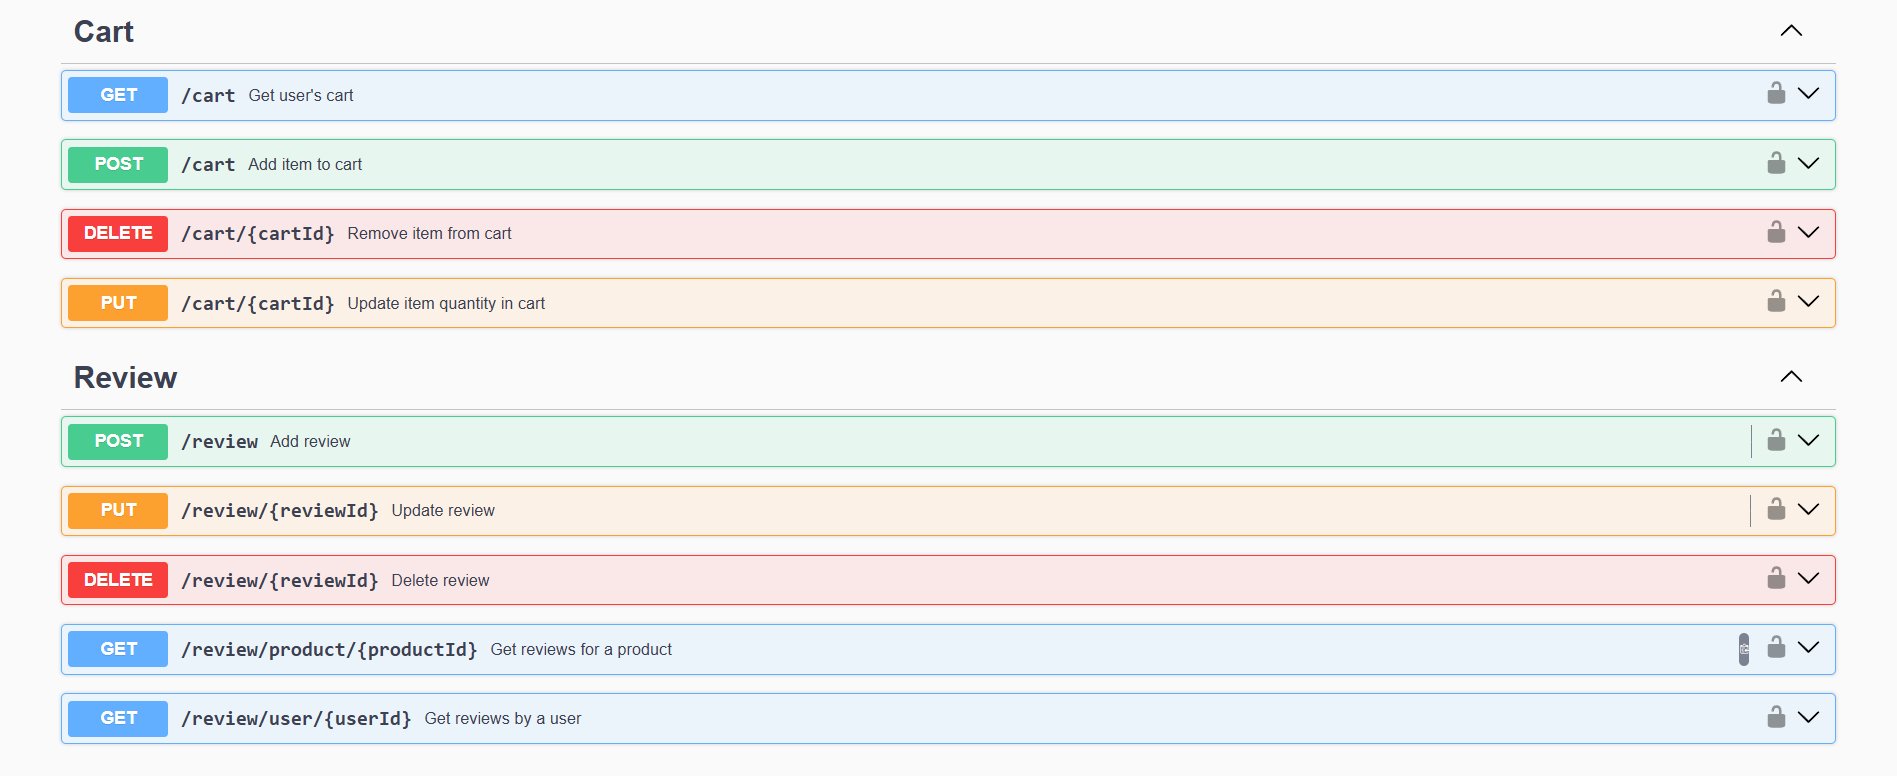 Cart
GET /cart Get user's cart
POST /cart Add item to cart
DELETE /cart/{cartId} Remove item from cart
PUT /cart/{cartId} Update item quantity in cart
Review
POST /review Add review
PUT /review/{reviewId} Update review
DELETE /review/{reviewId} Delete review
GET /review/product/{productId} Get reviews for a product
GET /review/user/{userId} Get reviews by a user